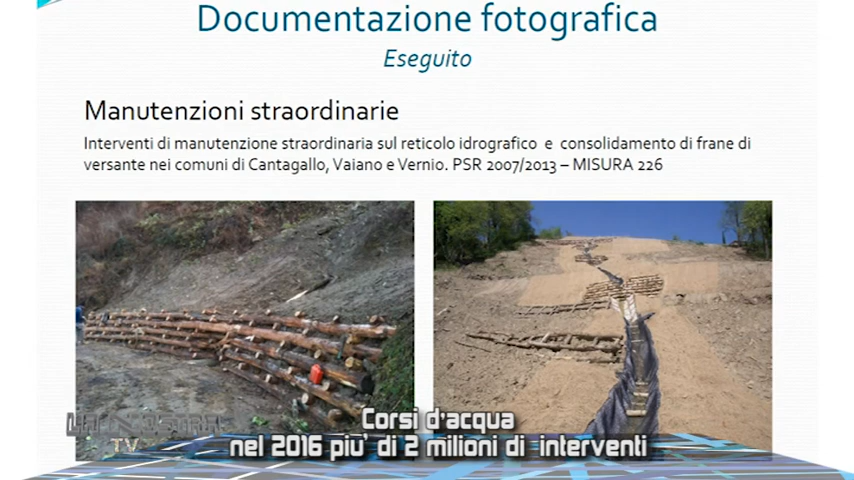 Documentazione fotografica
Eseguito
Manutenzioni straordinarie
Interventi di manutenzione straordinaria sul reticolo idrografico e consolidamento di frane di
versante nei comuni di Cantagallo, Vaiano e Vernio. PSR 2007/2013 – MISURA 226
Corsi d'acqua
nel 2016 piu' di 2 milioni di interventi
TV